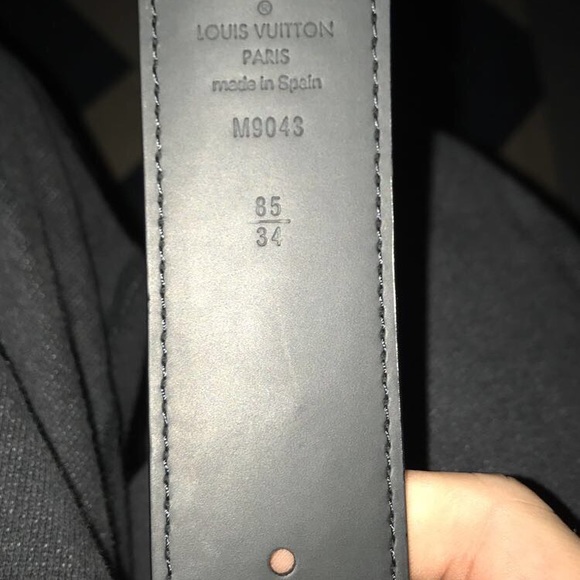 ®
LOUIS VUITTON
PARIS
made in Spain
M9043
85
34